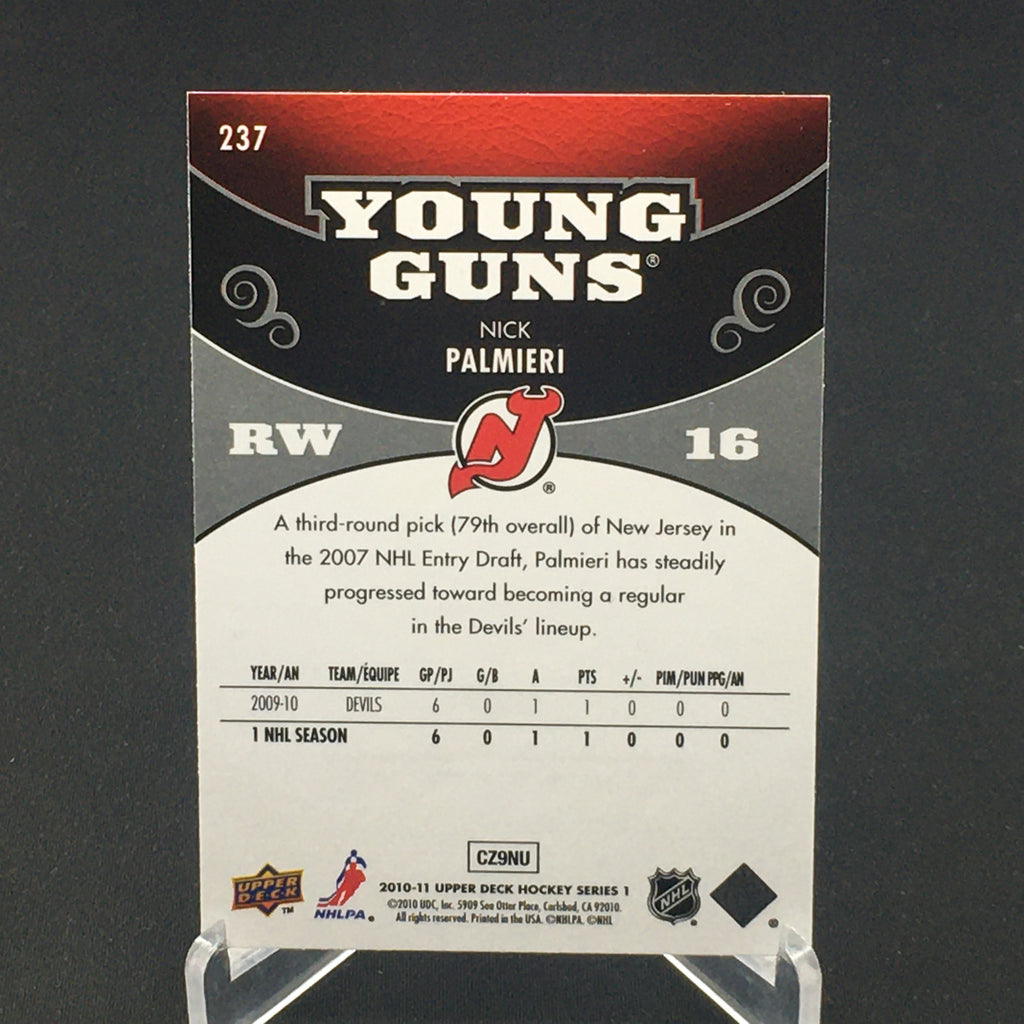 237
YOUNG
GUNS®
NICK
PALMIERI
RW 16
®
A third-round pick (79th overall) of New Jersey in
the 2007 NHL Entry Draft, Palmieri has steadily
progressed toward becoming a regular
in the Devils' lineup.
YEAR/AN TEAM/ÉQUIPE GP/PJ G/B A PTS +/- PIM/PUN PPG/AN
2009-10 DEVILS 6 0 1 1 0 0 0
1 NHL SEASON 6 0 1 1 0 0 0
CZ9NU
UPPER
DECK™
NHLPA®
2010-11 UPPER DECK HOCKEY SERIES 1
©2010 UDC, Inc. 5909 Sea Otter Place, Carlsbad, CA 92010.
All rights reserved. Printed in the USA. ©NHLPA. ©NHL
NHL®
®